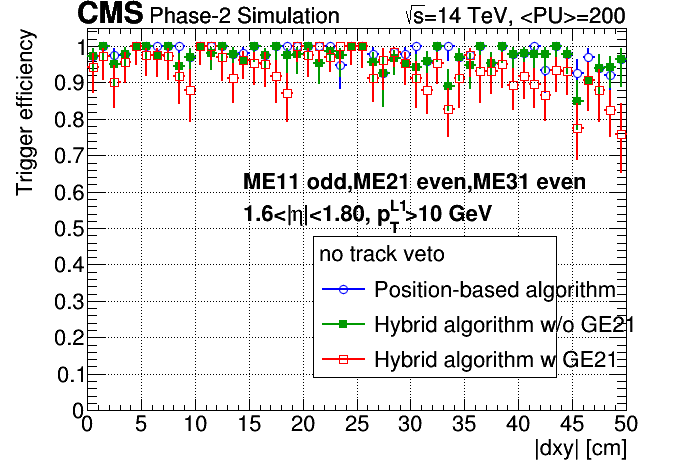 CMS Phase-2 Simulation √s=14 TeV, <PU>=200
Trigger efficiency
1
0.9
0.8
0.7
0.6
0.5
0.4
0.3
0.2
0.1
0
ME11 odd,ME21 even,ME31 even
1.6<|η|<1.80, p_T^L1>10 GeV
no track veto
Position-based algorithm
Hybrid algorithm w/o GE21
Hybrid algorithm w GE21
0 5 10 15 20 25 30 35 40 45 50
|dxy| [cm]